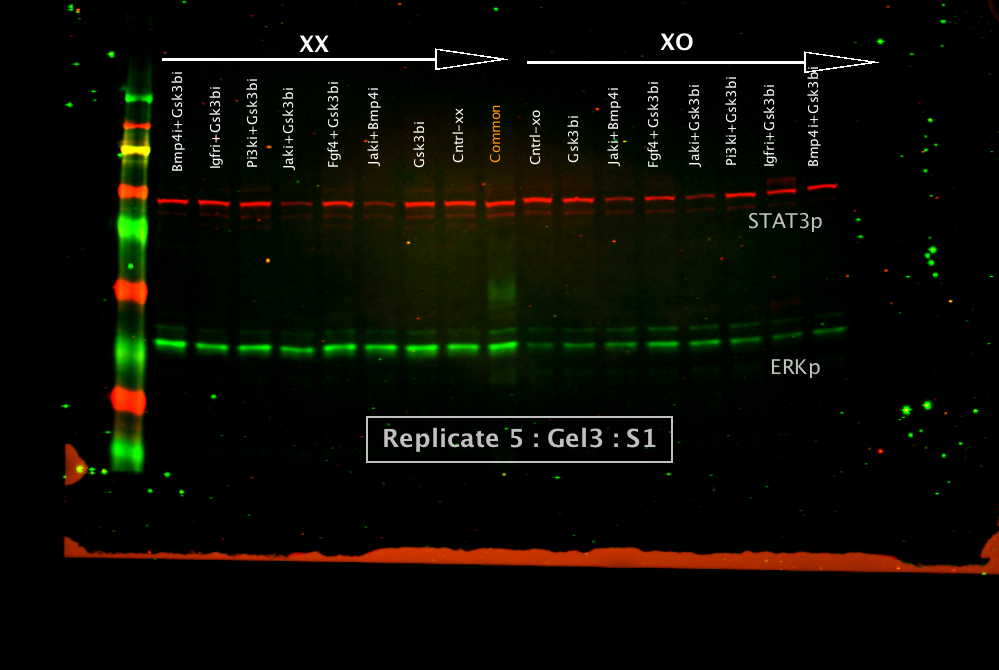 XX
XO
Bmp4i+Gsk3bi
Igfri+Gsk3bi
Pi3ki+Gsk3bi
Jaki+Gsk3bi
Fgf4+Gsk3bi
Jaki+Bmp4i
Gsk3bi
Cntrl-xx
Common
Cntrl-xo
Gsk3bi
Jaki+Bmp4i
Fgf4+Gsk3bi
Jaki+Gsk3bi
Pi3ki+Gsk3bi
Igfri+Gsk3bi
Bmp4i+Gsk3bi
STAT3p
ERKp
Replicate 5 : Gel3 : S1